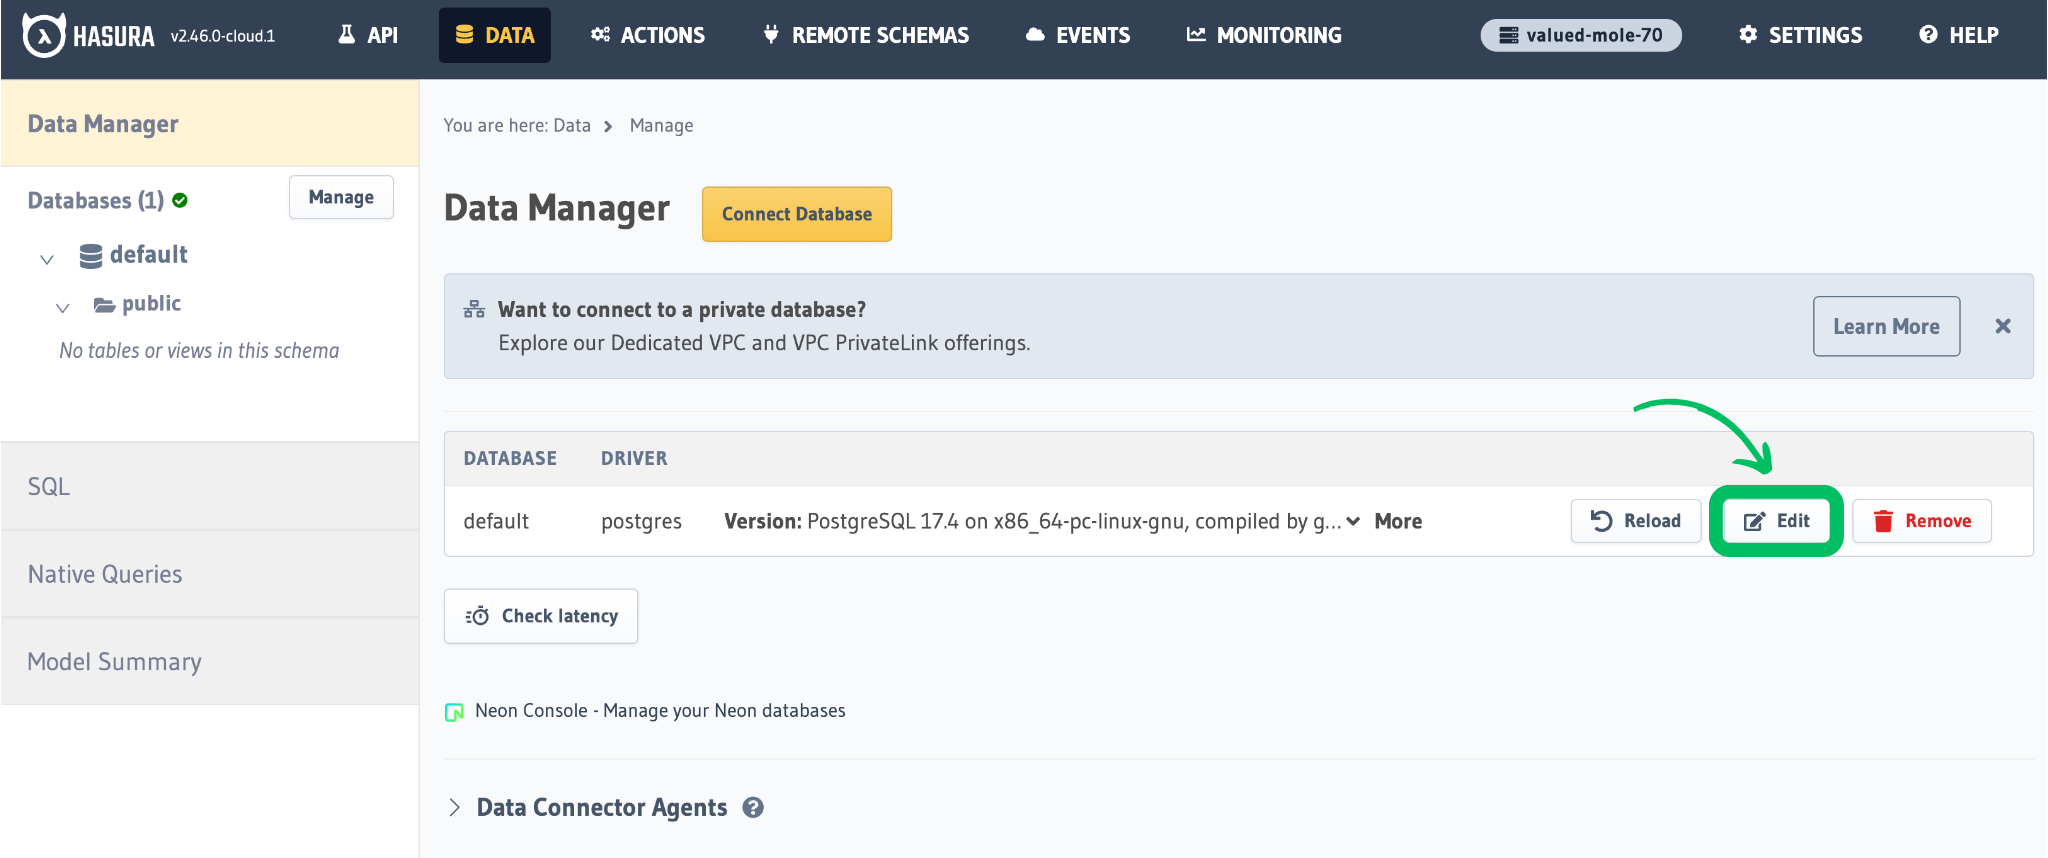 HASURA v2.46.0-cloud.1 API DATA ACTIONS REMOTE SCHEMAS EVENTS MONITORING valued-mole-70 SETTINGS HELP
Data Manager
Databases (1) Manage
default
public
No tables or views in this schema
SQL
Native Queries
Model Summary
You are here: Data Manage
Data Manager Connect Database
Want to connect to a private database?
Explore our Dedicated VPC and VPC PrivateLink offerings.
Learn More
DATABASE DRIVER
default postgres Version: PostgreSQL 17.4 on x86_64-pc-linux-gnu, compiled by g... More Reload Edit Remove
Check latency
Neon Console - Manage your Neon databases
Data Connector Agents